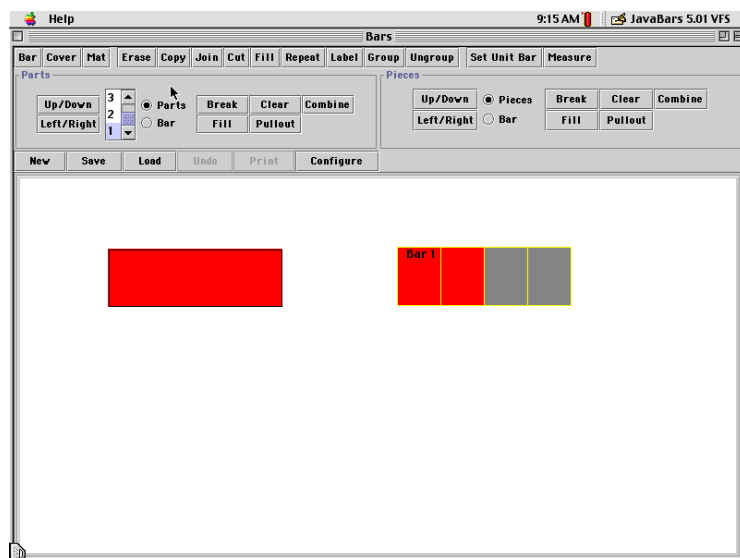 Help 9:15 AM JavaBars 5.01 VFS
Bars
Bar Cover Mat Erase Copy Join Cut Fill Repeat Label Group Ungroup Set Unit Bar Measure
Parts Pieces
Up/Down 3 Parts Break Clear Combine Up/Down Pieces Break Clear Combine
2
Left/Right 1 Bar Fill Pullout Left/Right Bar Fill Pullout
New Save Load Undo Print Configure
Bar 1